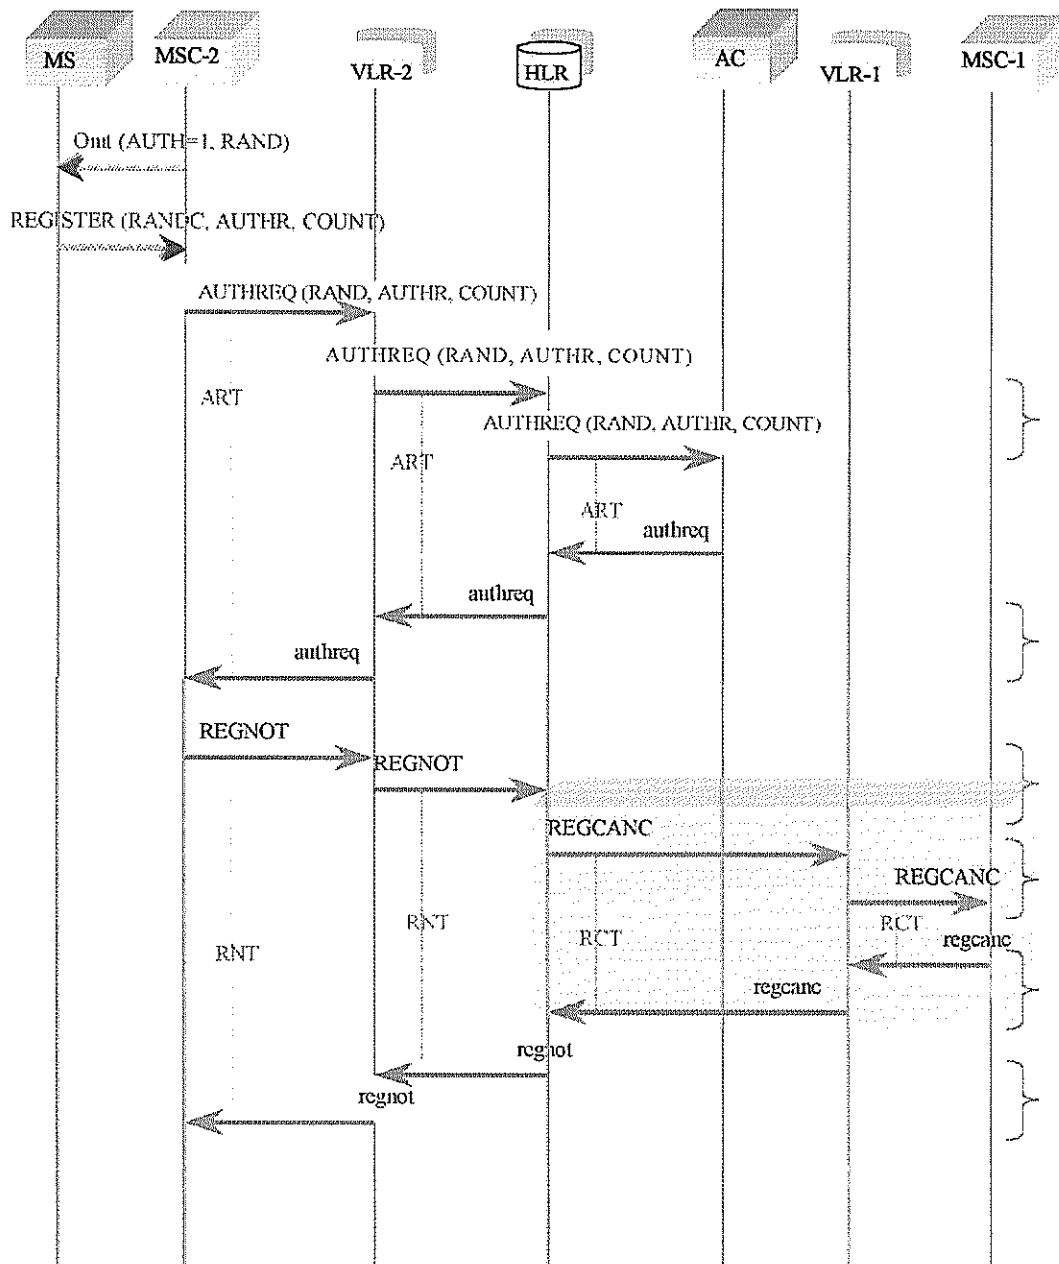 MS
MSC-2
VLR-2
HLR
AC
VLR-1
MSC-1
Omt (AUTH=1, RAND)
REGISTER (RANDC, AUTHR, COUNT)
AUTHREQ (RAND, AUTHR, COUNT)
AUTHREQ (RAND, AUTHR, COUNT)
ART
AUTHREQ (RAND, AUTHR, COUNT)
ART
ART
authreq
authreq
authreq
REGNOT
REGNOT
REGCANC
REGCANC
RNT
RCT
RCT
RNT
regcanc
regcanc
regnot
regnot